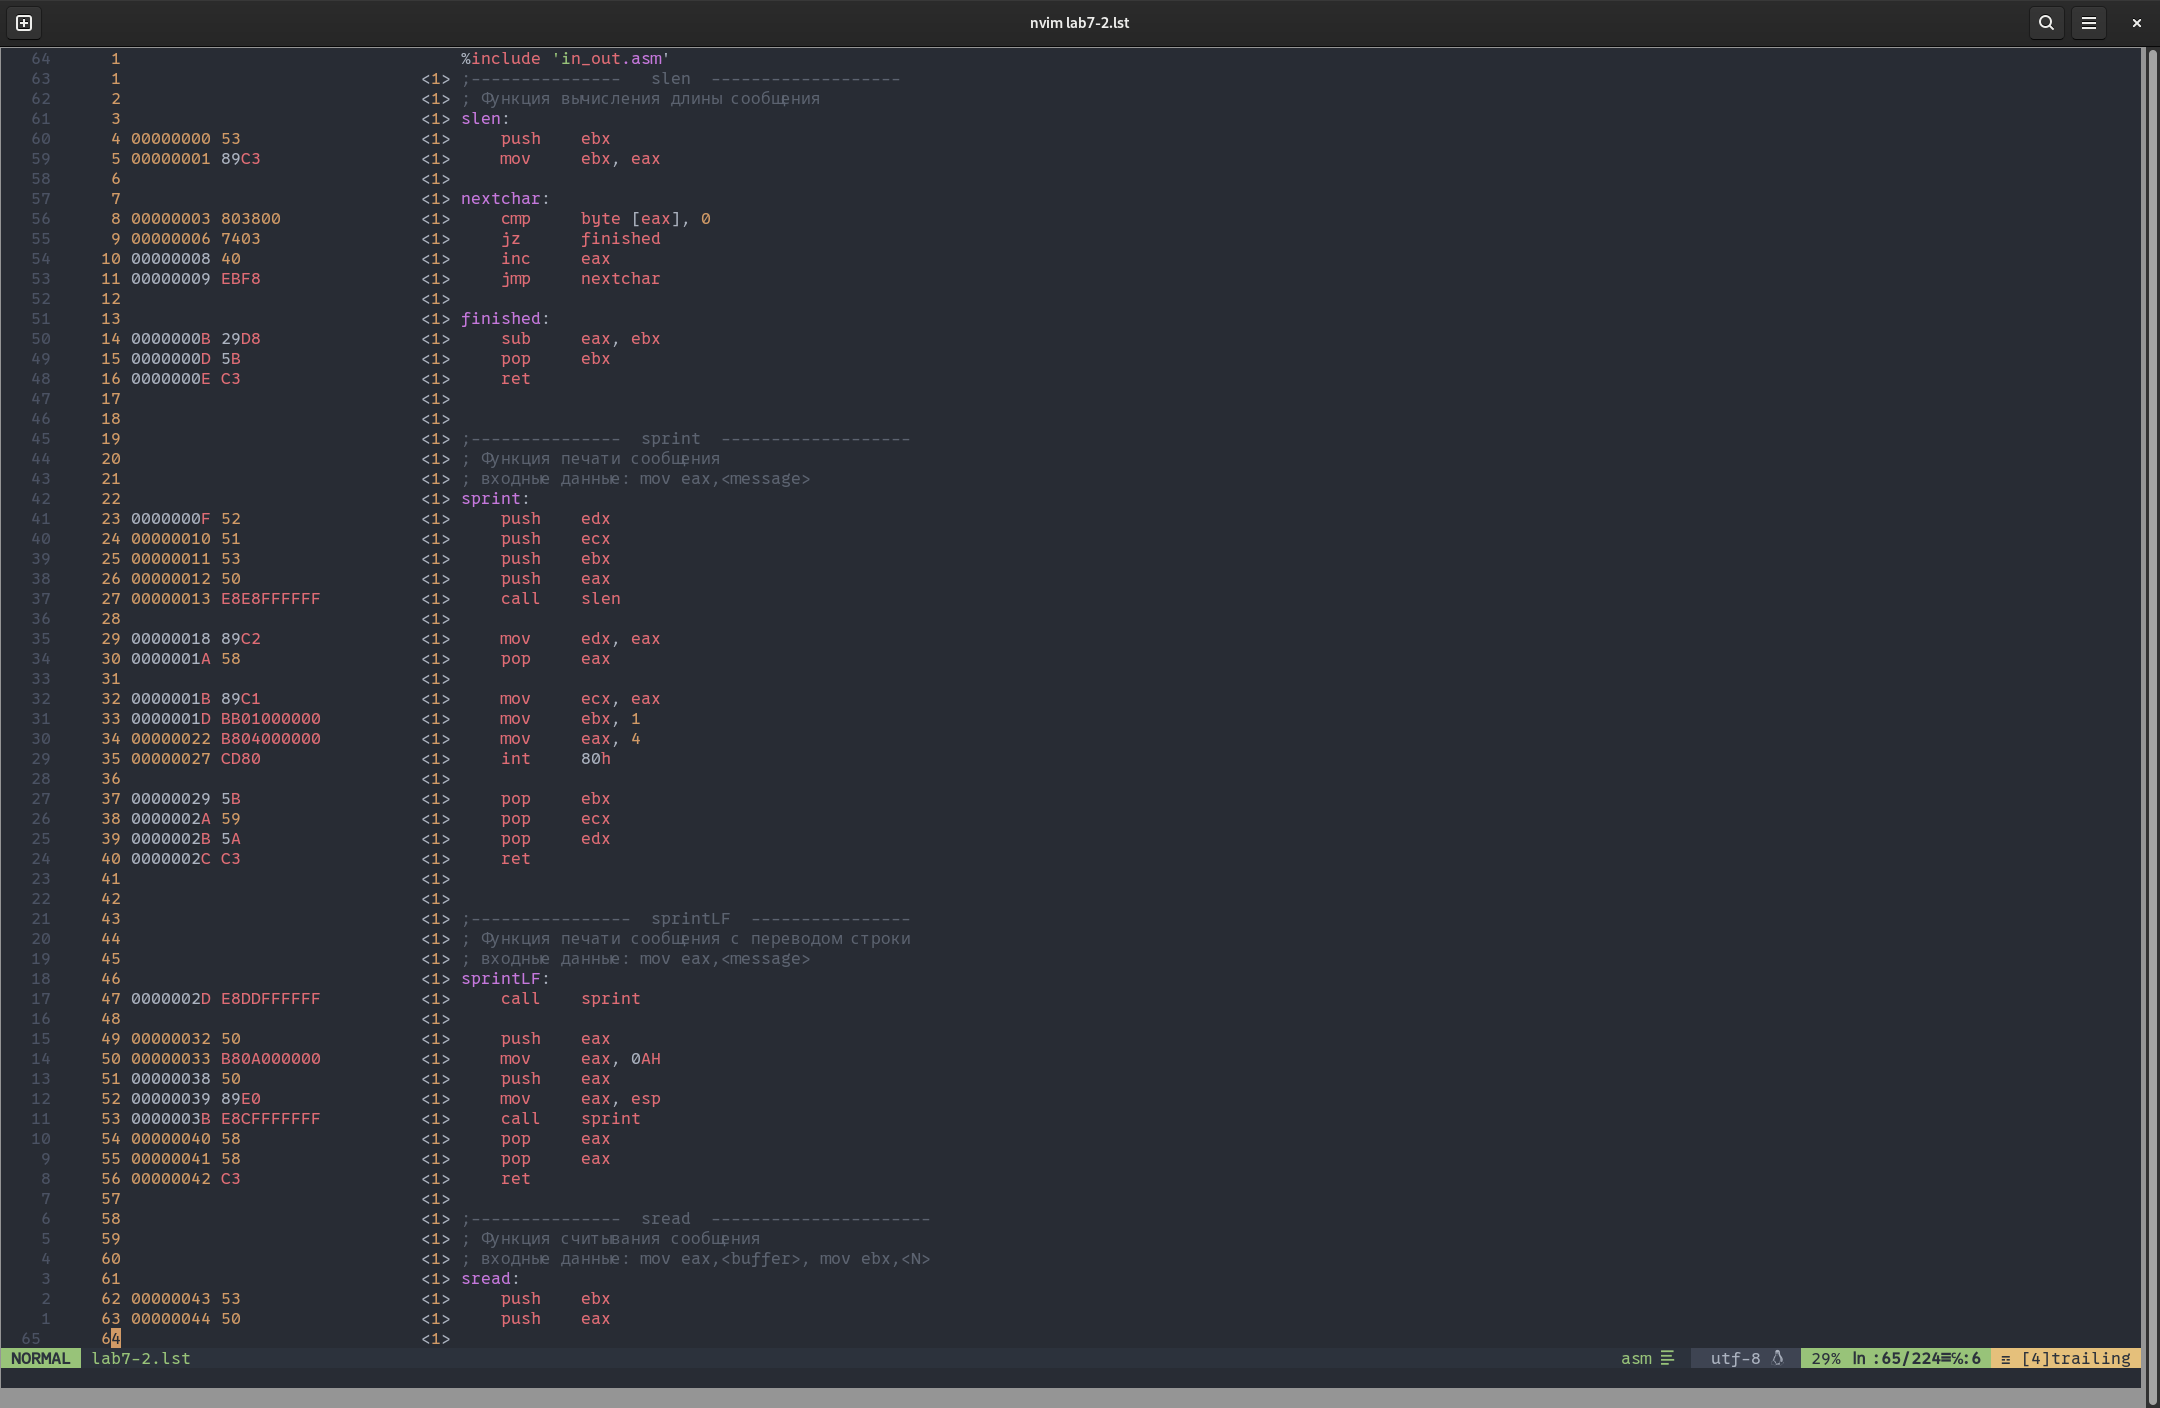 nvim lab7-2.lst
64 1 %include 'in_out.asm'
63 1 <1> ;--------------- slen -------------------
62 2 <1> ; Функция вычисления длины сообщения
61 3 <1> slen:
60 4 00000000 53 <1> push ebx
59 5 00000001 89C3 <1> mov ebx, eax
58 6 <1>
57 7 <1> nextchar:
56 8 00000003 803800 <1> cmp byte [eax], 0
55 9 00000006 7403 <1> jz finished
54 10 00000008 40 <1> inc eax
53 11 00000009 EBF8 <1> jmp nextchar
52 12 <1>
51 13 <1> finished:
50 14 0000000B 29D8 <1> sub eax, ebx
49 15 0000000D 5B <1> pop ebx
48 16 0000000E C3 <1> ret
47 17 <1>
46 18 <1>
45 19 <1> ;--------------- sprint -------------------
44 20 <1> ; Функция печати сообщения
43 21 <1> ; входные данные: mov eax,<message>
42 22 <1> sprint:
41 23 0000000F 52 <1> push edx
40 24 00000010 51 <1> push ecx
39 25 00000011 53 <1> push ebx
38 26 00000012 50 <1> push eax
37 27 00000013 E8E8FFFFFF <1> call slen
36 28 <1>
35 29 00000018 89C2 <1> mov edx, eax
34 30 0000001A 58 <1> pop eax
33 31 <1>
32 32 0000001B 89C1 <1> mov ecx, eax
31 33 0000001D BB01000000 <1> mov ebx, 1
30 34 00000022 B804000000 <1> mov eax, 4
29 35 00000027 CD80 <1> int 80h
28 36 <1>
27 37 00000029 5B <1> pop ebx
26 38 0000002A 59 <1> pop ecx
25 39 0000002B 5A <1> pop edx
24 40 0000002C C3 <1> ret
23 41 <1>
22 42 <1>
21 43 <1> ;---------------- sprintLF ----------------
20 44 <1> ; Функция печати сообщения с переводом строки
19 45 <1> ; входные данные: mov eax,<message>
18 46 <1> sprintLF:
17 47 0000002D E8DDFFFFFF <1> call sprint
16 48 <1>
15 49 00000032 50 <1> push eax
14 50 00000033 B80A000000 <1> mov eax, 0AH
13 51 00000038 50 <1> push eax
12 52 00000039 89E0 <1> mov eax, esp
11 53 0000003B E8CFFFFFFF <1> call sprint
10 54 00000040 58 <1> pop eax
9 55 00000041 58 <1> pop eax
8 56 00000042 C3 <1> ret
7 57 <1>
6 58 <1> ;--------------- sread ----------------------
5 59 <1> ; Функция считывания сообщения
4 60 <1> ; входные данные: mov eax,<buffer>, mov ebx,<N>
3 61 <1> sread:
2 62 00000043 53 <1> push ebx
1 63 00000044 50 <1> push eax
65 64 <1>
NORMAL lab7-2.lst asm utf-8 29% ln :65/224≡%:6 [4]trailing